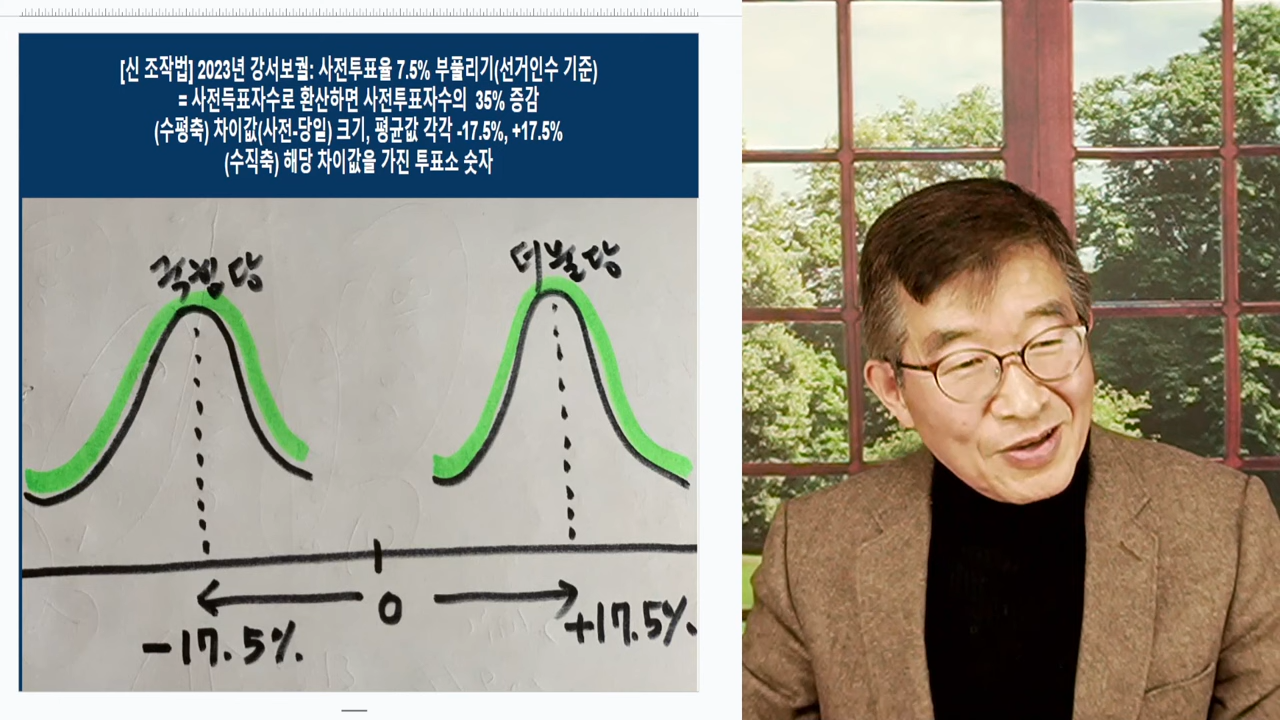 [신 조작법] 2023년 강서보궐: 사전투표율 7.5% 부풀리기(선거인수 기준)
= 사전득표자수로 환산하면 사전투표자수의 35% 증감
(수평축) 차이값(사전-당일) 크기, 평균값 각각 -17.5%, +17.5%
(수직축) 해당 차이값을 가진 투표소 숫자
더불당
0
-17.5%.
+17.5%.